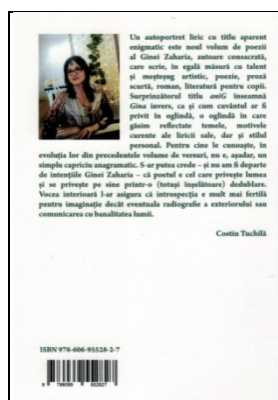 Un autoportret liric cu titlu aparent
enigmatic este noul volum de poezii
al Ginei Zaharia, autoare consacrată,
care scrie, în egală măsură cu talent
și meșteșug artistic, poezie, proză
scurtă, roman, literatură pentru copii.
Surprinzătorul titlu aniG înseamnă
Gina invers, ca și cum cuvântul ar fi
privit în oglindă, o oglindă în care
găsim reflectate temele, motivele
curente ale liricii sale, dar și stilul
personal. Pentru cine le cunoaște, în
evoluția lor din precedentele volume de versuri, nu e, așadar, un
simplu capriciu anagramatic. S-ar putea crede – și nu am fi departe
de intențiile Ginei Zaharia – că poetul e cel care privește lumea
și se privește pe sine printr-o (totuși înșelătoare) dedublare.
Vocea interioară l-ar asigura că introspecția e mult mai fertilă
pentru imaginație decât eventuala radiografie a exteriorului sau
comunicarea cu banalitatea lumii.
Costin Tuchilă
ISBN 978-606-95528-2-7
9 786069 552827